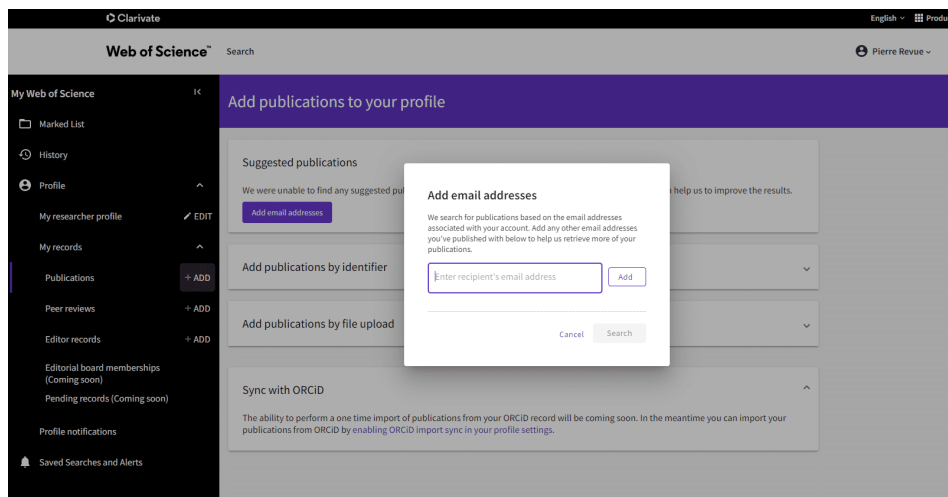 Clarivate
English
Produ
Web of Science™
Search
Pierre Revue
My Web of Science
Marked List
History
Profile
My researcher profile
EDIT
My records
Publications
+ ADD
Peer reviews
+ ADD
Editor records
+ ADD
Editorial board memberships
(Coming soon)
Pending records (Coming soon)
Profile notifications
Saved Searches and Alerts
Add publications to your profile
Suggested publications
We were unable to find any suggested pu
help us to improve the results.
Add email addresses
Add publications by identifier
Add publications by file upload
Sync with ORCiD
The ability to perform a one time import of publications from your ORCiD record will be coming soon. In the meantime you can import your
publications from ORCiD by enabling ORCiD import sync in your profile settings.
Add email addresses
We search for publications based on the email addresses
associated with your account. Add any other email addresses
you've published with below to help us retrieve more of your
publications.
Enter recipient's email address
Add
Cancel
Search